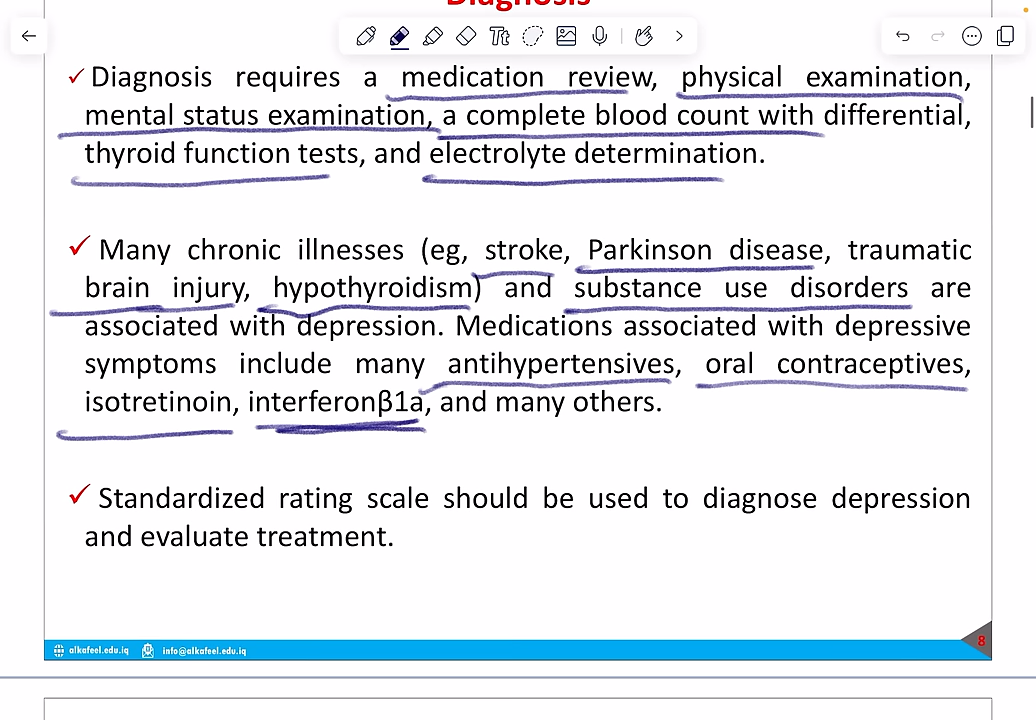 Diagnosis
Tt
✓ Diagnosis requires a medication review, physical examination,
mental status examination, a complete blood count with differential,
thyroid function tests, and electrolyte determination.
✓ Many chronic illnesses (eg, stroke, Parkinson disease, traumatic
brain injury, hypothyroidism) and substance use disorders are
associated with depression. Medications associated with depressive
symptoms include many antihypertensives, oral contraceptives,
isotretinoin, interferonβ1a, and many others.
✓ Standardized rating scale should be used to diagnose depression
and evaluate treatment.
alkafeel.edu.iq info@alkafeel.edu.iq 8